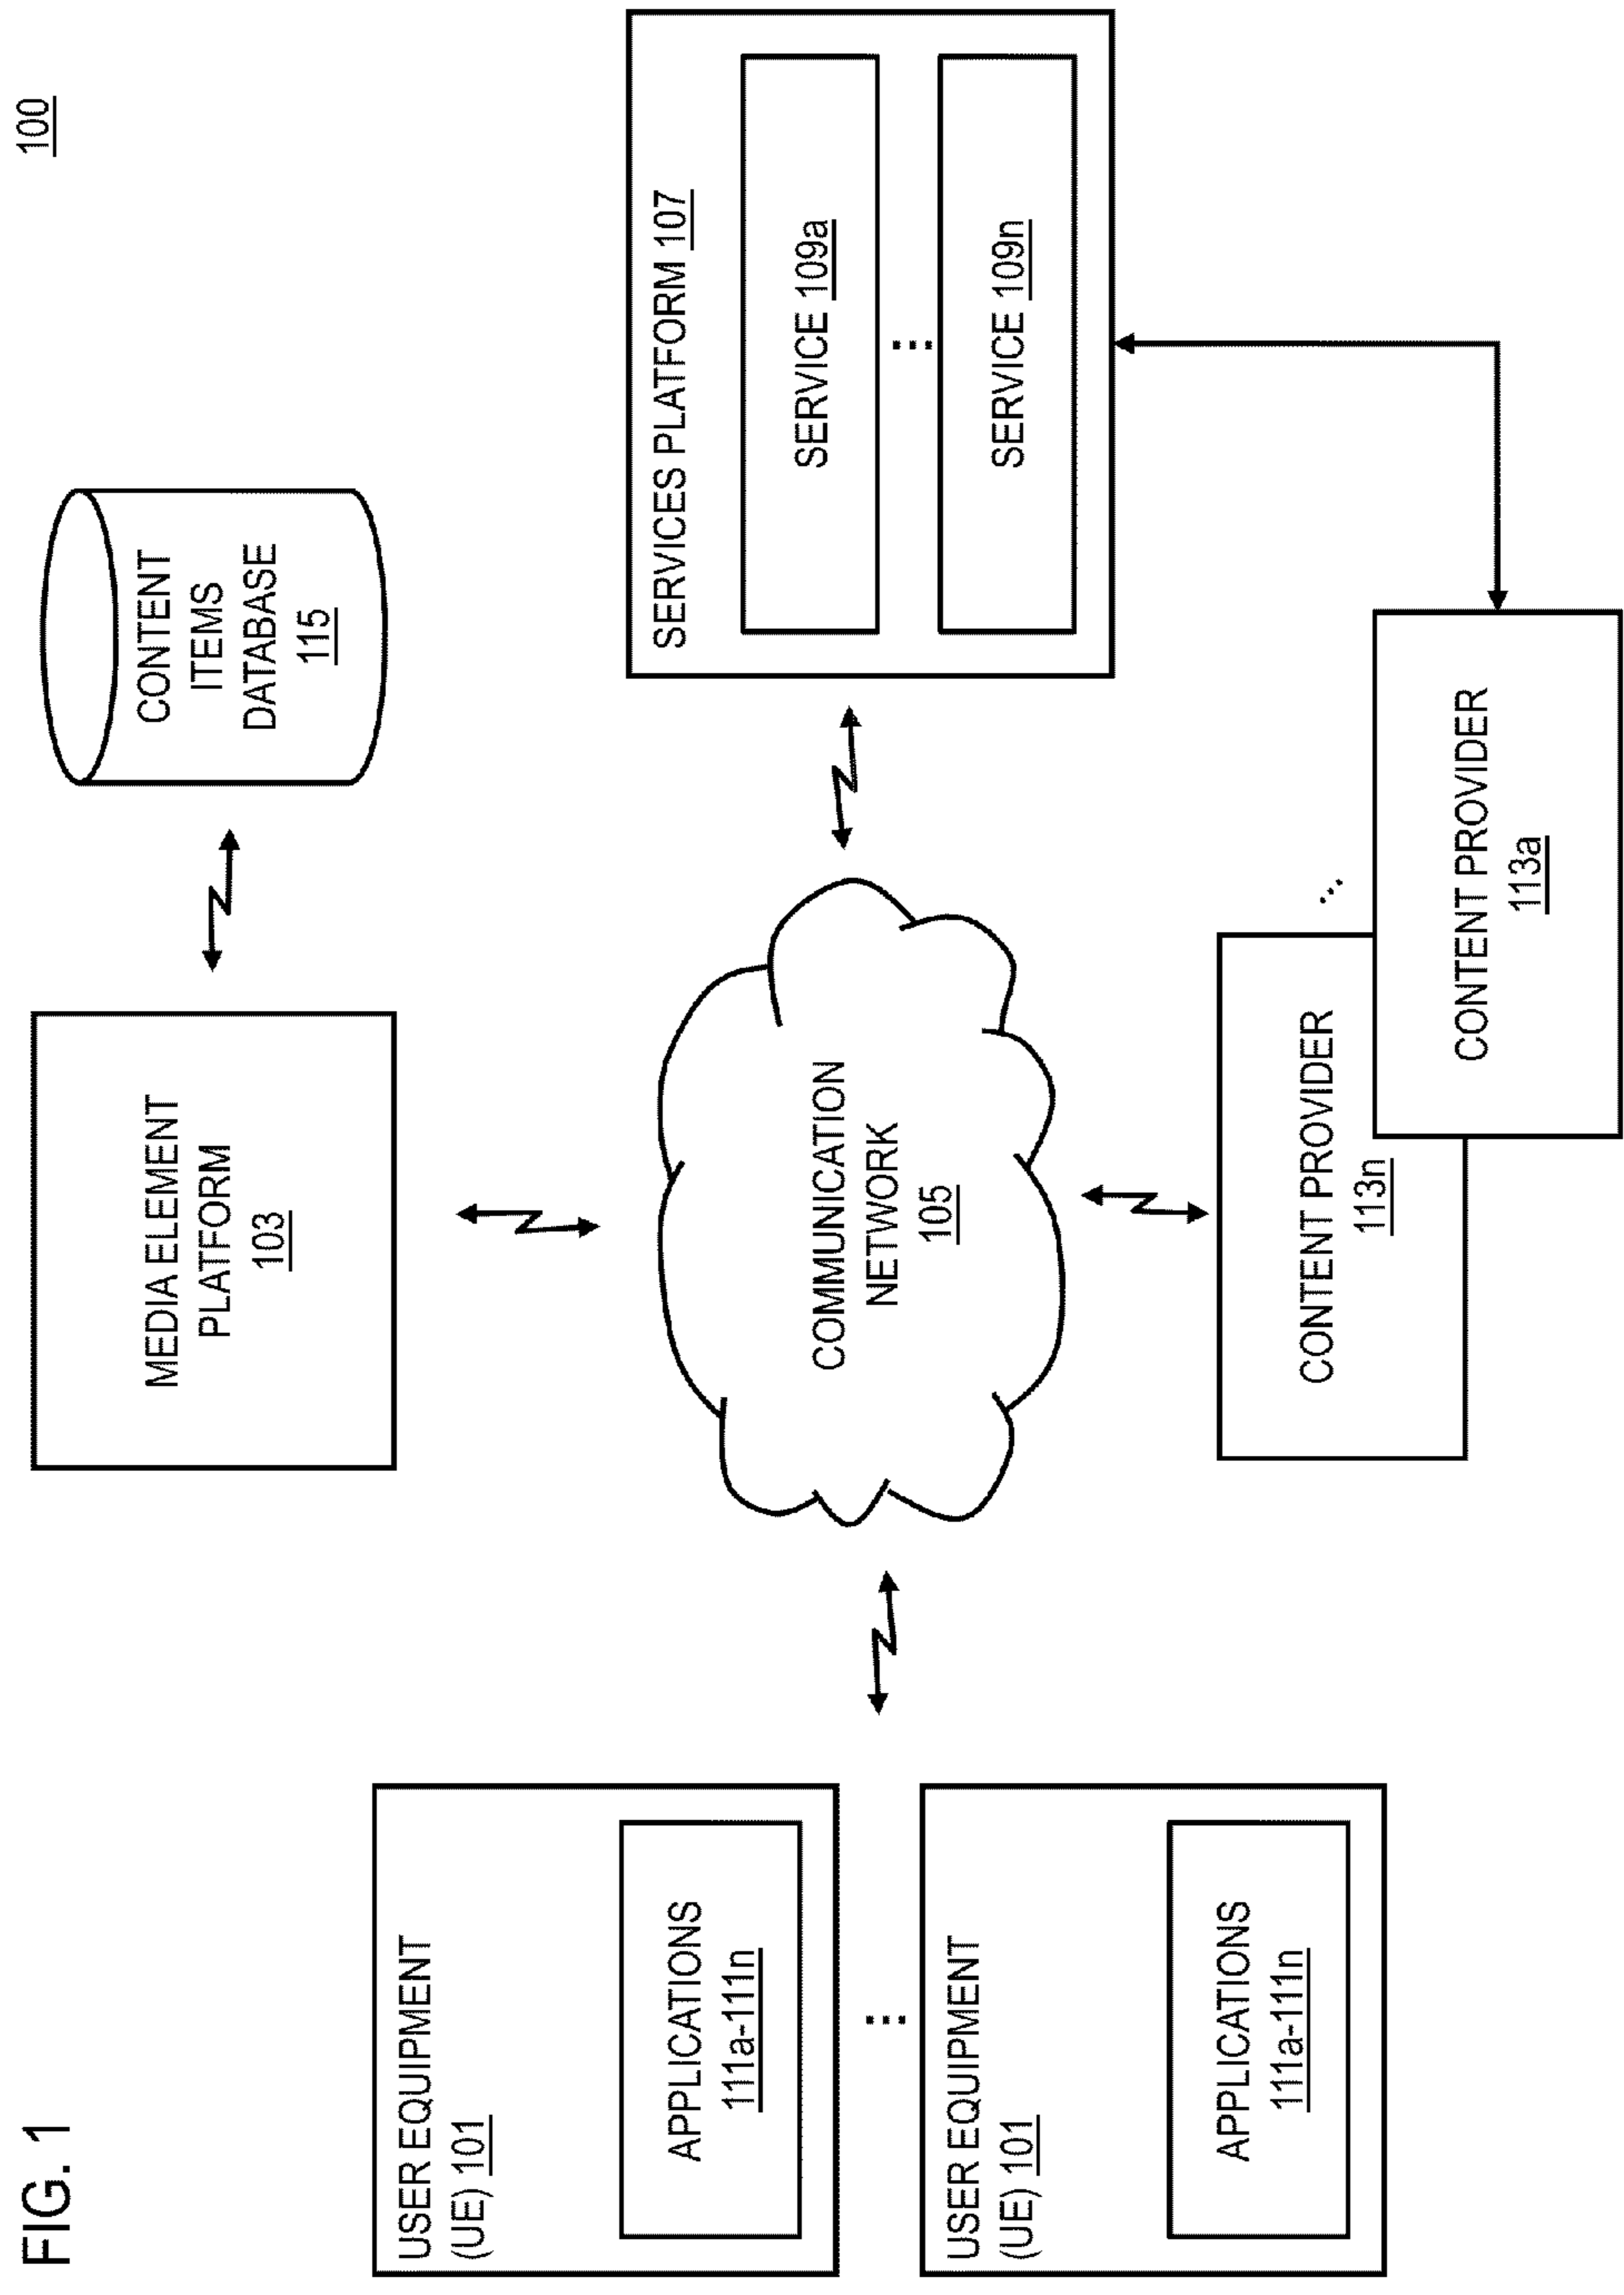 FIG. 1
100
MEDIA ELEMENT
PLATFORM
103
CONTENT
ITEMS
DATABASE
115
USER EQUIPMENT
(UE) 101
APPLICATIONS
111a-111n
...
USER EQUIPMENT
(UE) 101
APPLICATIONS
111a-111n
COMMUNICATION
NETWORK
105
SERVICES PLATFORM 107
SERVICE 109a
...
SERVICE 109n
CONTENT PROVIDER
113n
...
CONTENT PROVIDER
113a